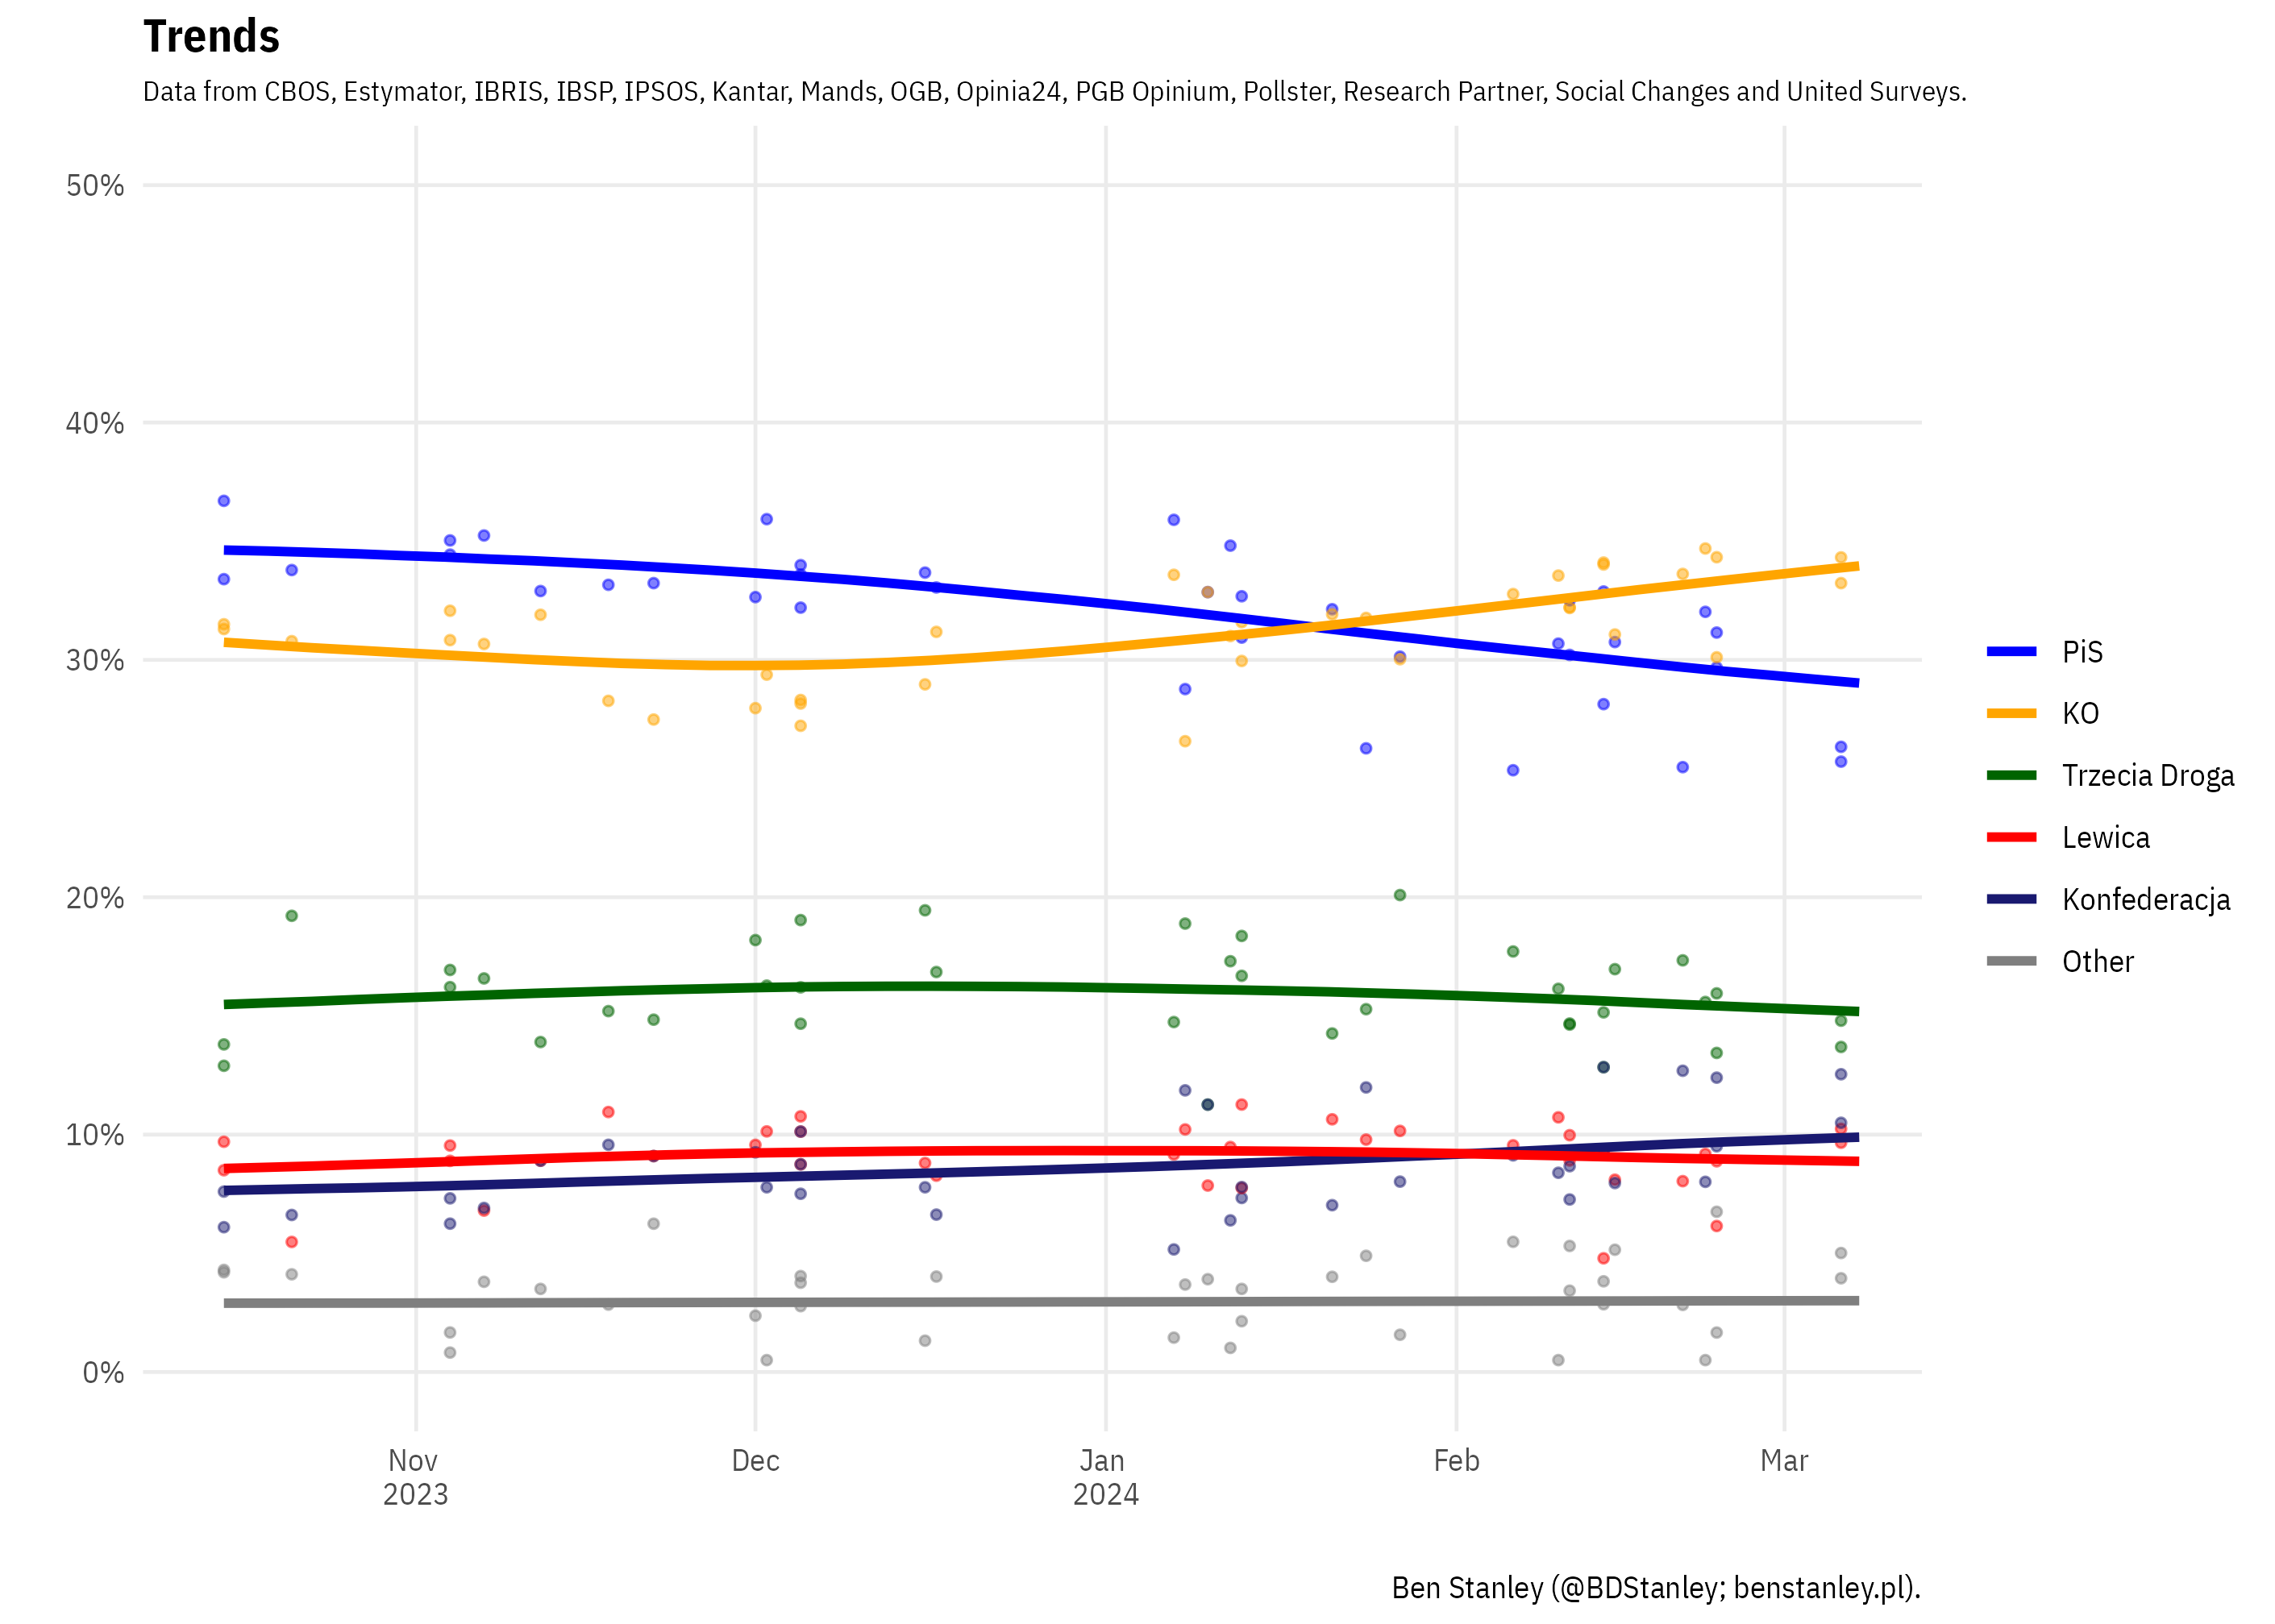 Trends
Data from CBOS, Estymator, IBRIS, IBSP, IPSOS, Kantar, Mands, OGB, Opinia24, PGB Opinium, Pollster, Research Partner, Social Changes and United Surveys.
50%
40%
30%
20%
10%
0%
PiS
KO
Trzecia Droga
Lewica
Konfederacja
Other
Nov Dec Jan Feb Mar
2023 2024
Ben Stanley (@BDStanley; benstanley.pl).